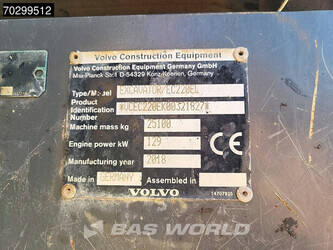 70299512
Volvo Construction Equipment
Volvo Construction Equipment Germany GmbH
Max-Planck Str.1 D-54329 Konz-Koenen, Germany
Type/Model EXCAVATOR/EC220EL
Product
Identification
Number
Machine mass kg 25100
Engine power kW 129
Manufacturing year 2018
Made in GERMANY Assembled in
VOLVO
14707925
BAS WORLD